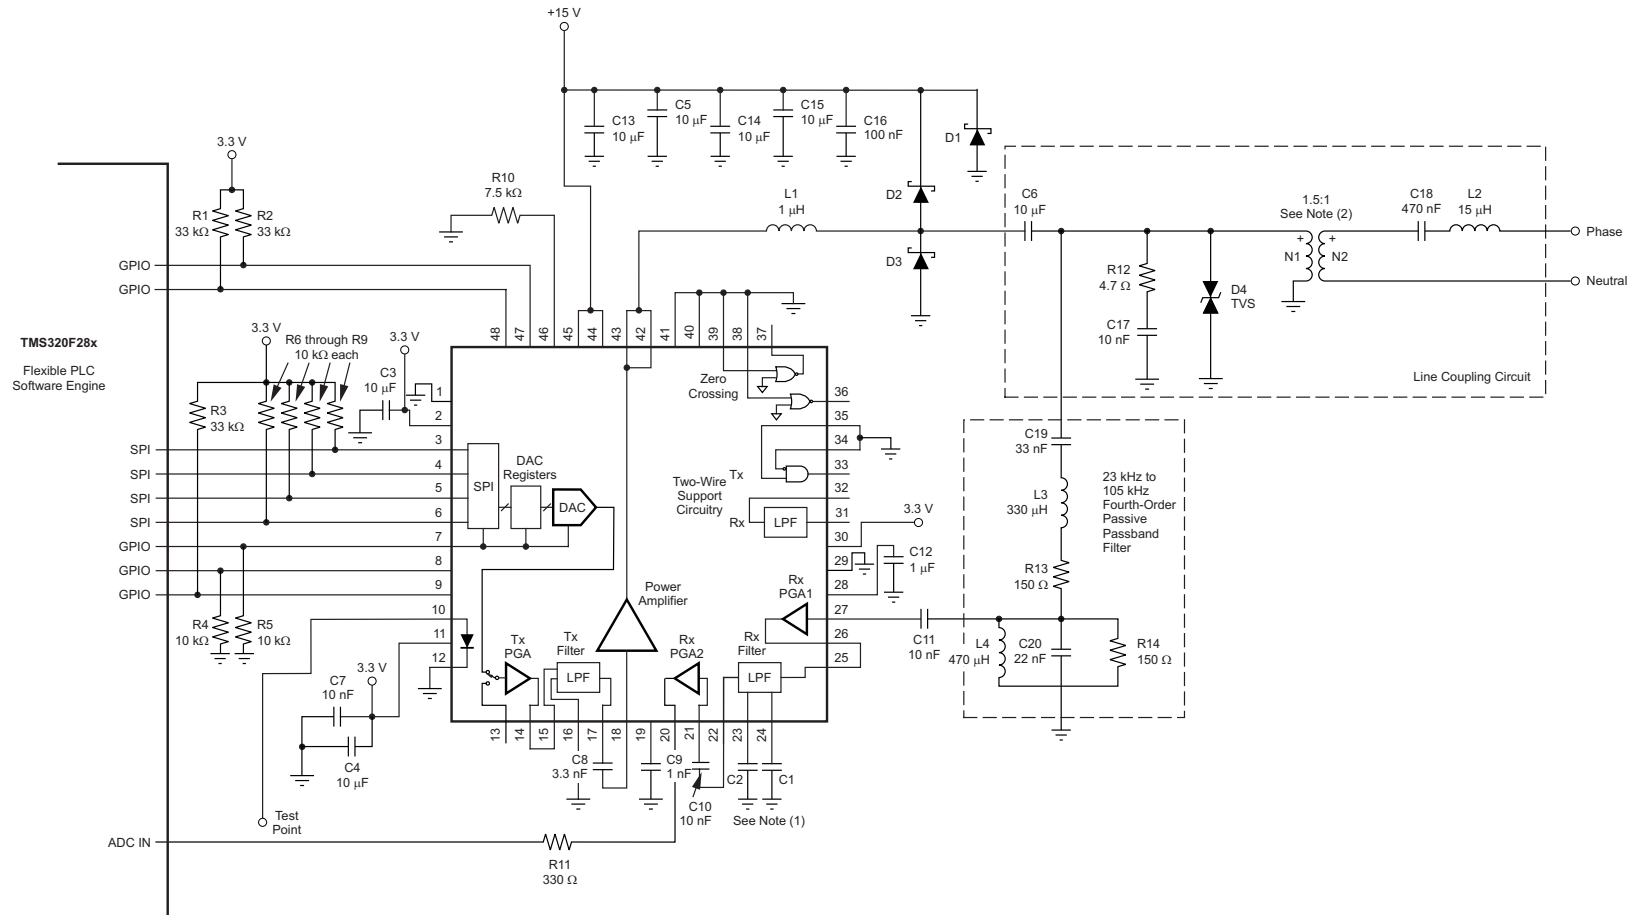 +15 V
C13
10 µF
C5
10 µF
C14
10 µF
C15
10 µF
C16
100 nF
D1
D2
D3
L1
1 µH
3.3 V
R1
33 kΩ
R2
33 kΩ
R10
7.5 kΩ
GPIO
GPIO
TMS320F28x
Flexible PLC
Software Engine
3.3 V
R6 through R9
10 kΩ each
3.3 V
C3
10 µF
R3
33 kΩ
SPI
SPI
SPI
SPI
GPIO
GPIO
GPIO
R4
10 kΩ
R5
10 kΩ
3.3 V
C7
10 nF
C4
10 µF
Test
Point
ADC IN
R11
330 Ω
48
47
46
45
44
43
42
41
40
39
38
37
1
2
3
4
5
6
7
8
9
10
11
12
13
14
15
16
17
18
19
20
21
22
23
24
36
35
34
33
32
31
30
29
28
27
26
25
SPI
DAC
Registers
DAC
Zero
Crossing
Two-Wire
Support
Circuitry
Tx
Rx
LPF
Power
Amplifier
Tx
PGA
Tx
Filter
LPF
Rx
PGA2
Rx
Filter
LPF
Rx
PGA1
C8
3.3 nF
C9
1 nF
C10
10 nF
C2
C1
See Note (1)
3.3 V
C12
1 µF
C11
10 nF
C6
10 µF
R12
4.7 Ω
C17
10 nF
D4
TVS
1.5:1
See Note (2)
+
N1
+
N2
C18
470 nF
L2
15 µH
Phase
Neutral
Line Coupling Circuit
C19
33 nF
L3
330 µH
R13
150 Ω
23 kHz to
105 kHz
Fourth-Order
Passive
Passband
Filter
L4
470 µH
C20
22 nF
R14
150 Ω